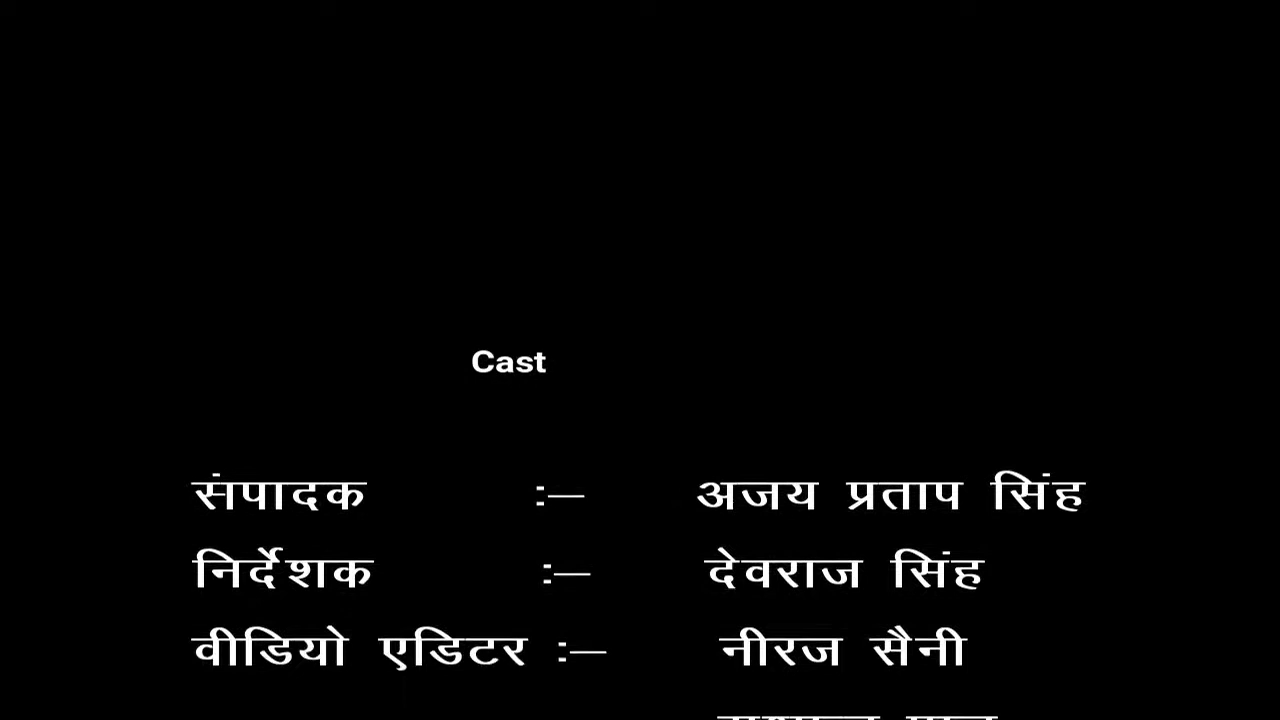 Cast
संपादक :— अजय प्रताप सिंह
निर्देशक :— देवराज सिंह
वीडियो एडिटर :— नीरज सैनी